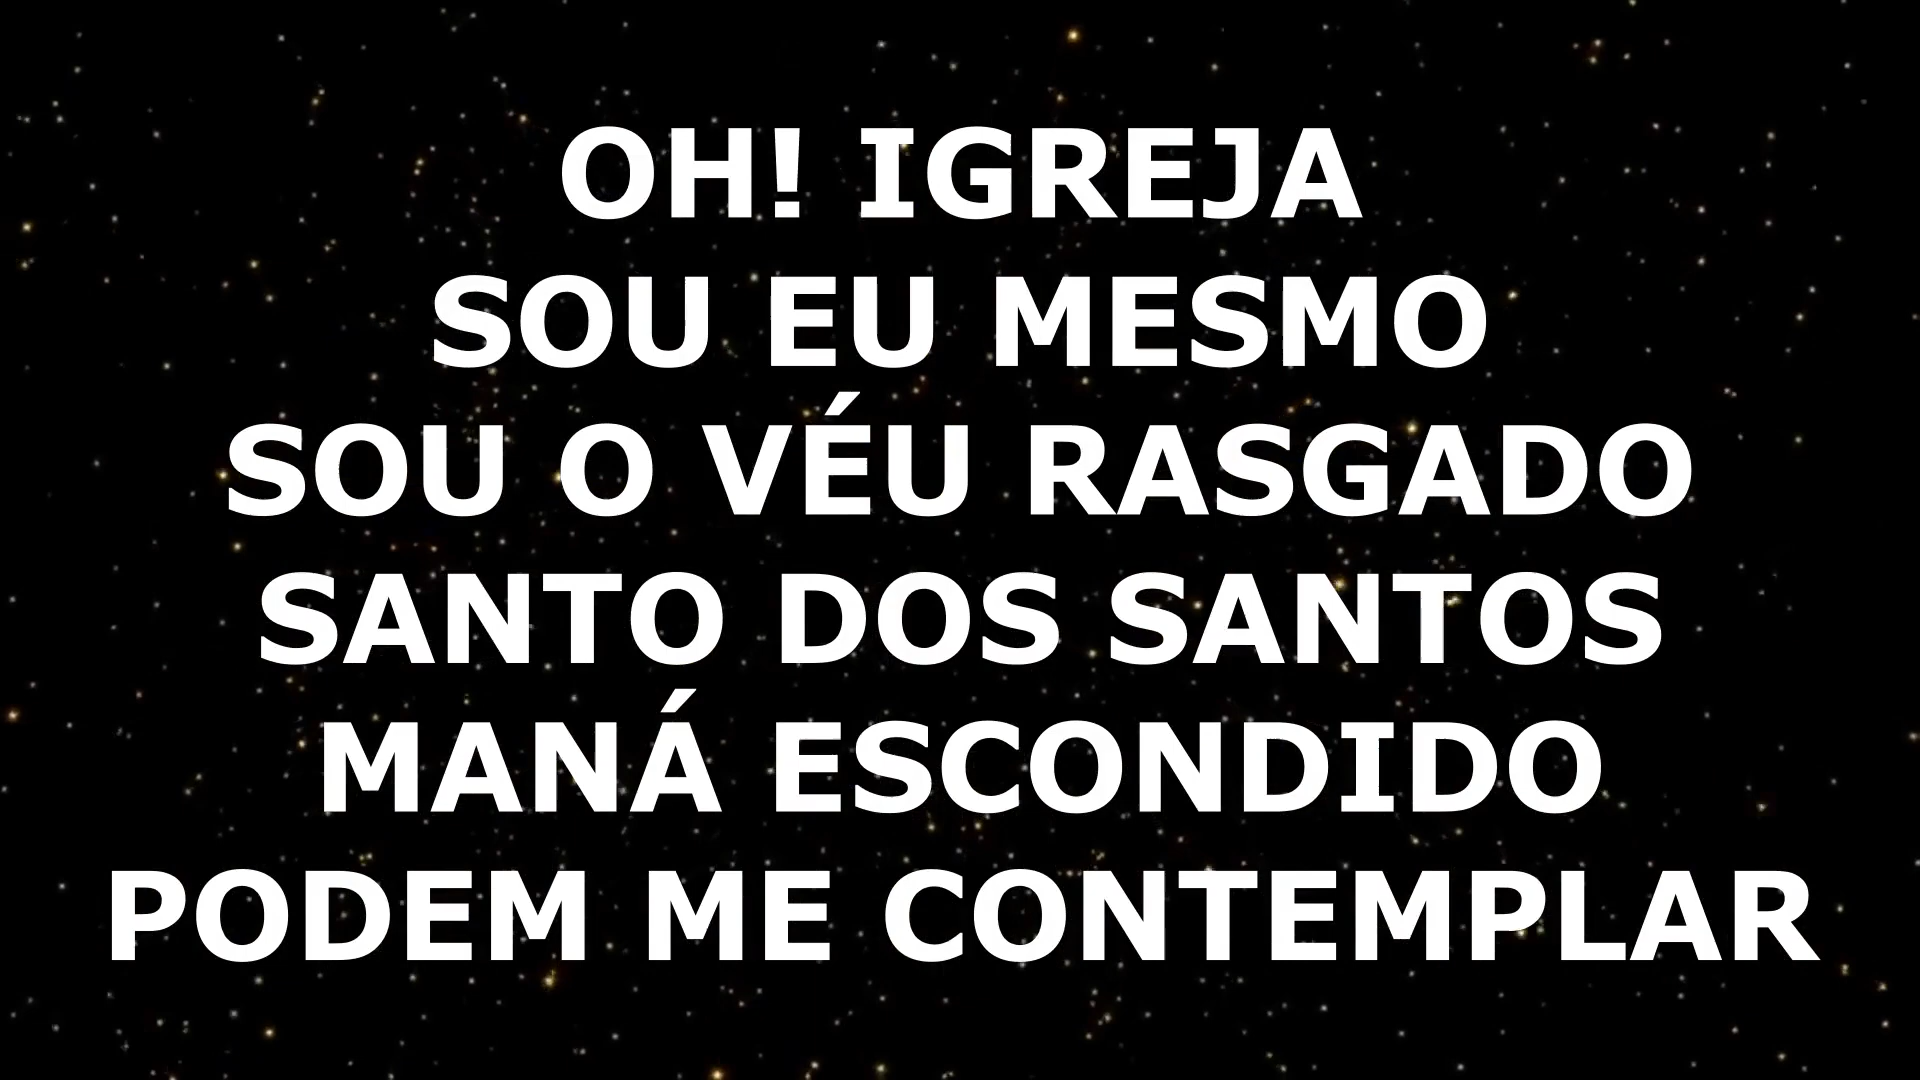 OH! IGREJA
SOU EU MESMO
SOU O VÉU RASGADO
SANTO DOS SANTOS
MANÁ ESCONDIDO
PODEM ME CONTEMPLAR